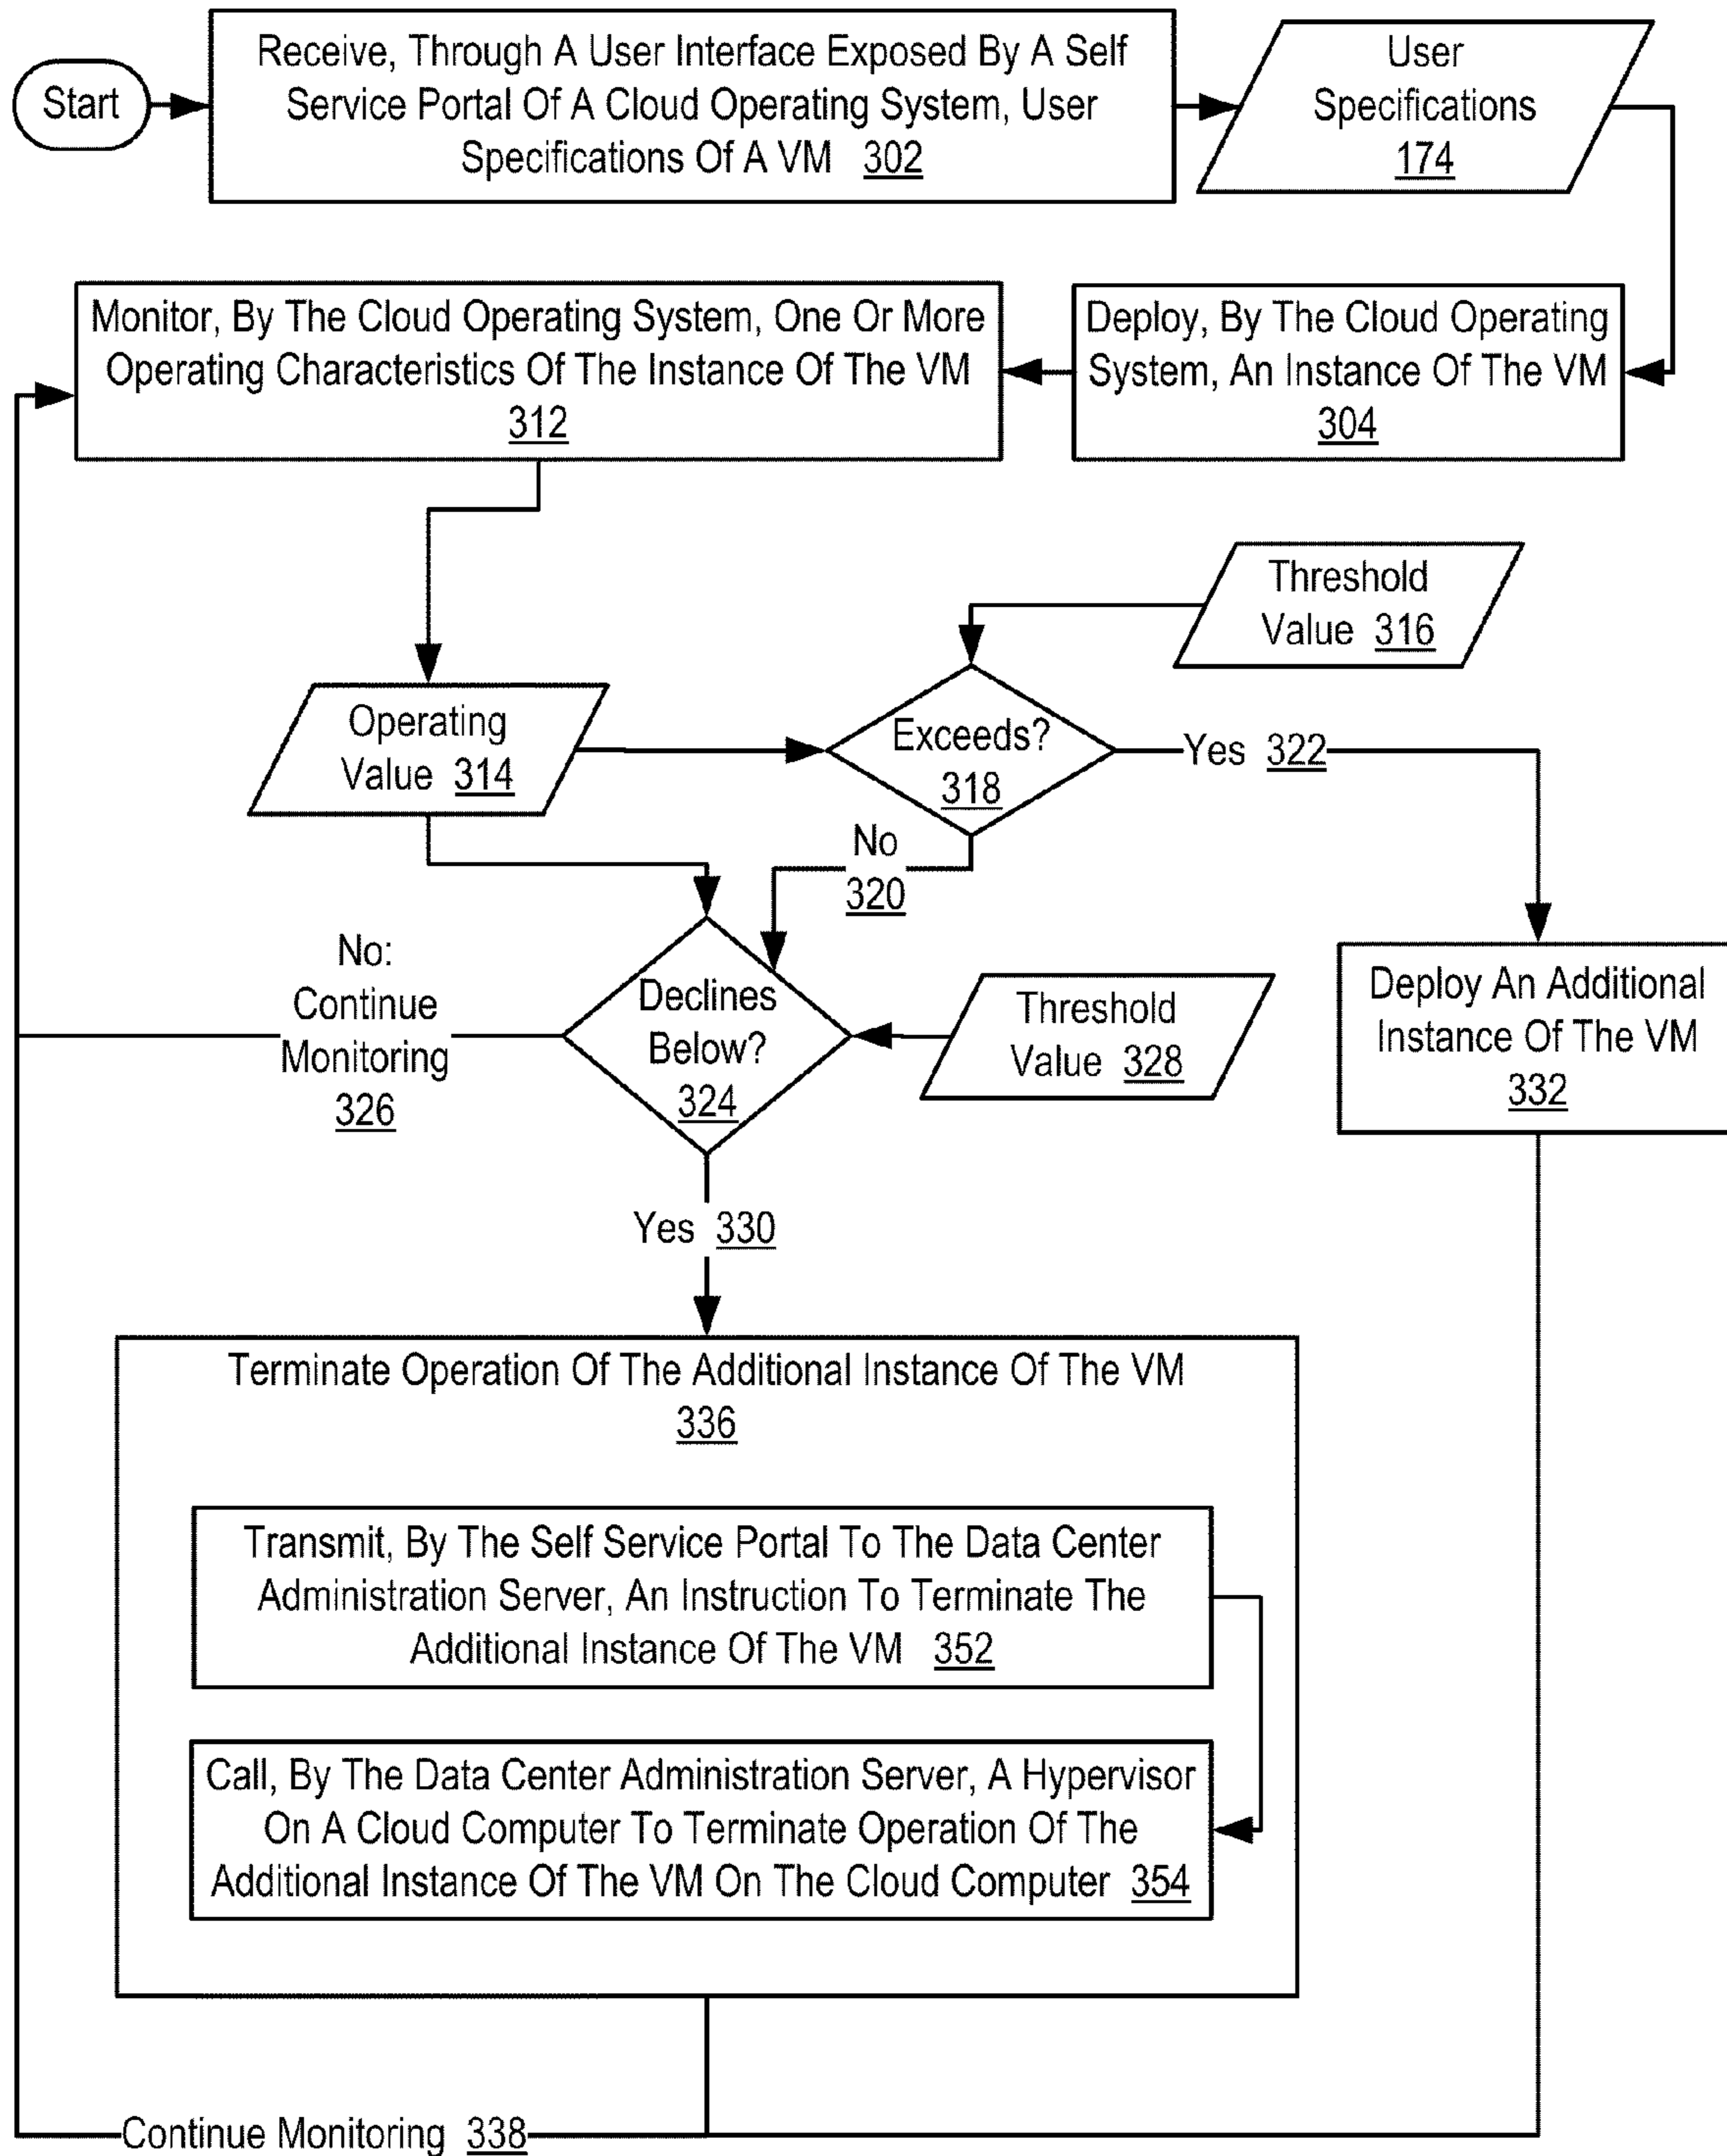 Start
Receive, Through A User Interface Exposed By A Self
Service Portal Of A Cloud Operating System, User
Specifications Of A VM 302
User
Specifications
174
Monitor, By The Cloud Operating System, One Or More
Operating Characteristics Of The Instance Of The VM
312
Deploy, By The Cloud Operating
System, An Instance Of The VM
304
Threshold
Value 316
Operating
Value 314
Exceeds?
318
Yes 322
No
320
No:
Continue
Monitoring
326
Declines
Below?
324
Threshold
Value 328
Deploy An Additional
Instance Of The VM
332
Yes 330
Terminate Operation Of The Additional Instance Of The VM
336
Transmit, By The Self Service Portal To The Data Center
Administration Server, An Instruction To Terminate The
Additional Instance Of The VM 352
Call, By The Data Center Administration Server, A Hypervisor
On A Cloud Computer To Terminate Operation Of The
Additional Instance Of The VM On The Cloud Computer 354
Continue Monitoring 338